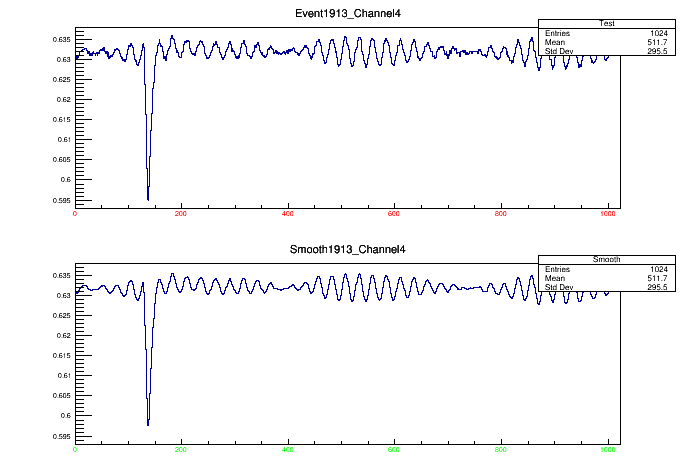 Event1913_Channel4
Test
Entries 1024
Mean 511.7
Std Dev 295.5
0.635
0.63
0.625
0.62
0.615
0.61
0.605
0.6
0.595
0 200 400 600 800 1000
Smooth1913_Channel4
Smooth
Entries 1024
Mean 511.7
Std Dev 295.5
0.635
0.63
0.625
0.62
0.615
0.61
0.605
0.6
0.595
0 200 400 600 800 1000